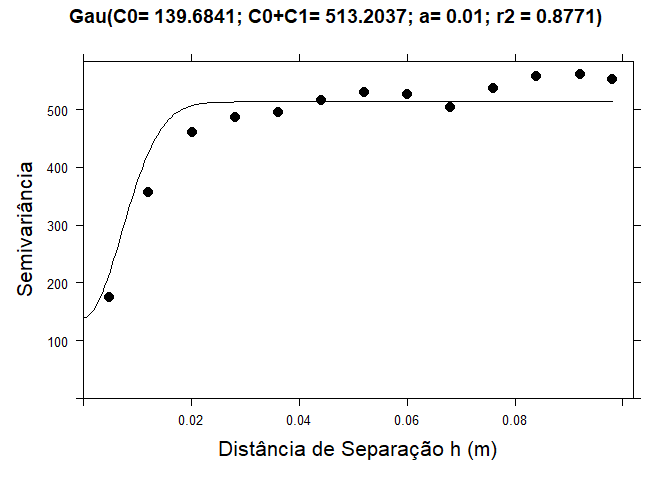 Gau(C0= 139.6841; C0+C1= 513.2037; a= 0.01; r2 = 0.8771)
Semivariância
500
400
300
200
100
0.02 0.04 0.06 0.08
Distância de Separação h (m)